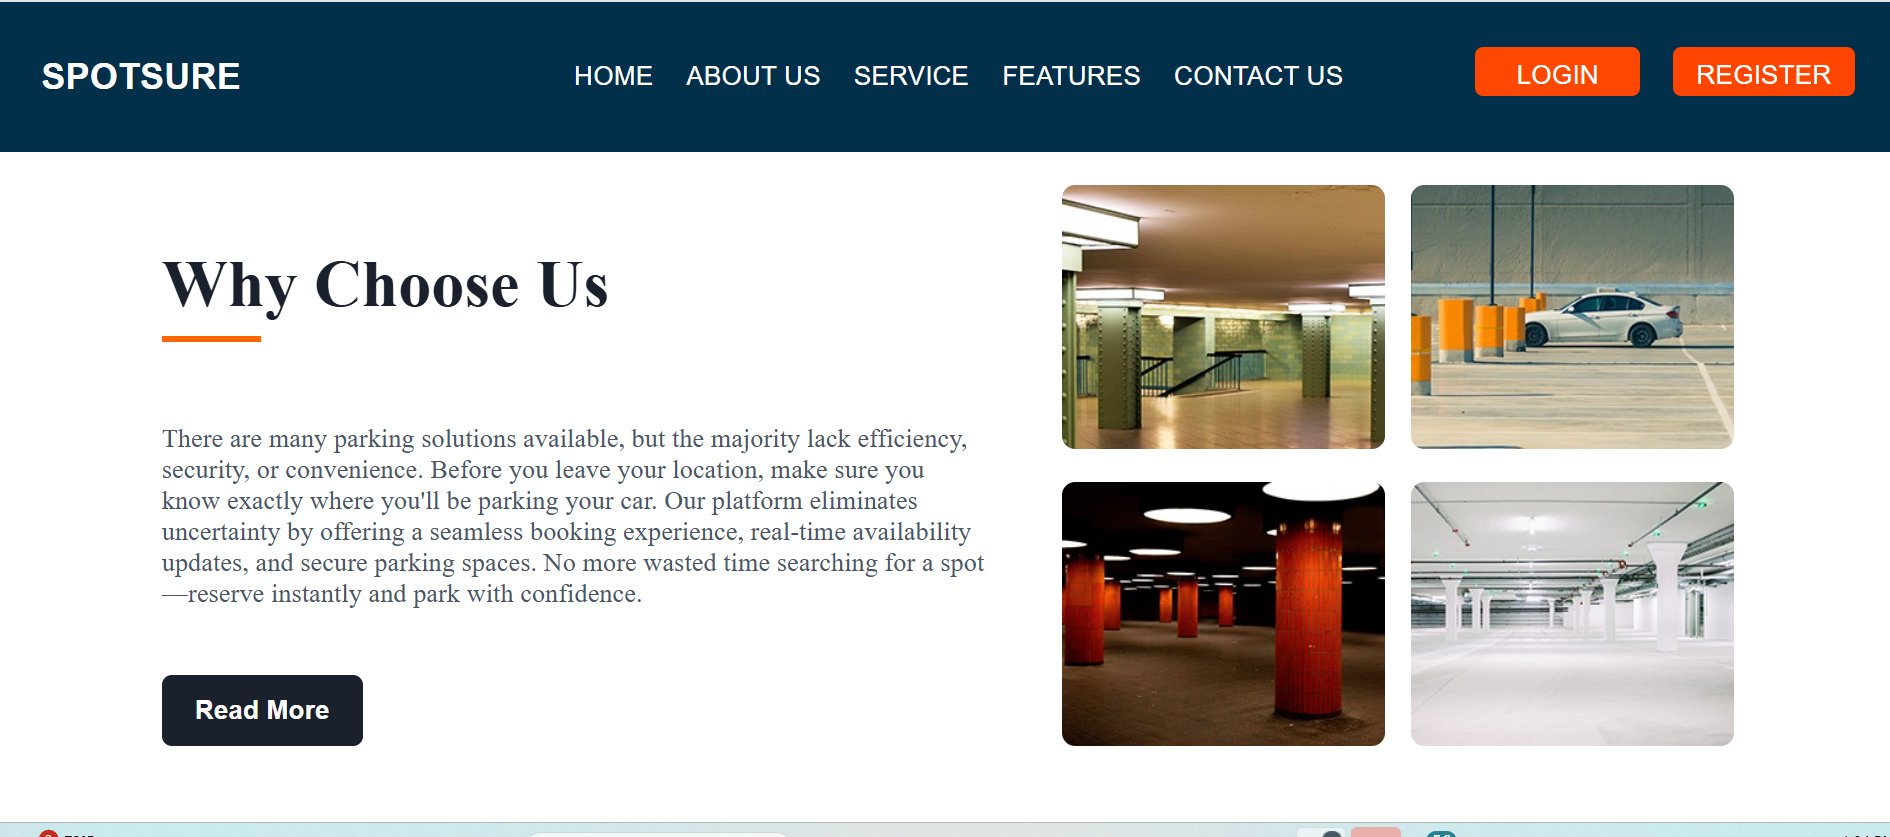 SPOTSURE
HOME ABOUT US SERVICE FEATURES CONTACT US
LOGIN REGISTER
Why Choose Us
There are many parking solutions available, but the majority lack efficiency,
security, or convenience. Before you leave your location, make sure you
know exactly where you'll be parking your car. Our platform eliminates
uncertainty by offering a seamless booking experience, real-time availability
updates, and secure parking spaces. No more wasted time searching for a spot
—reserve instantly and park with confidence.
Read More